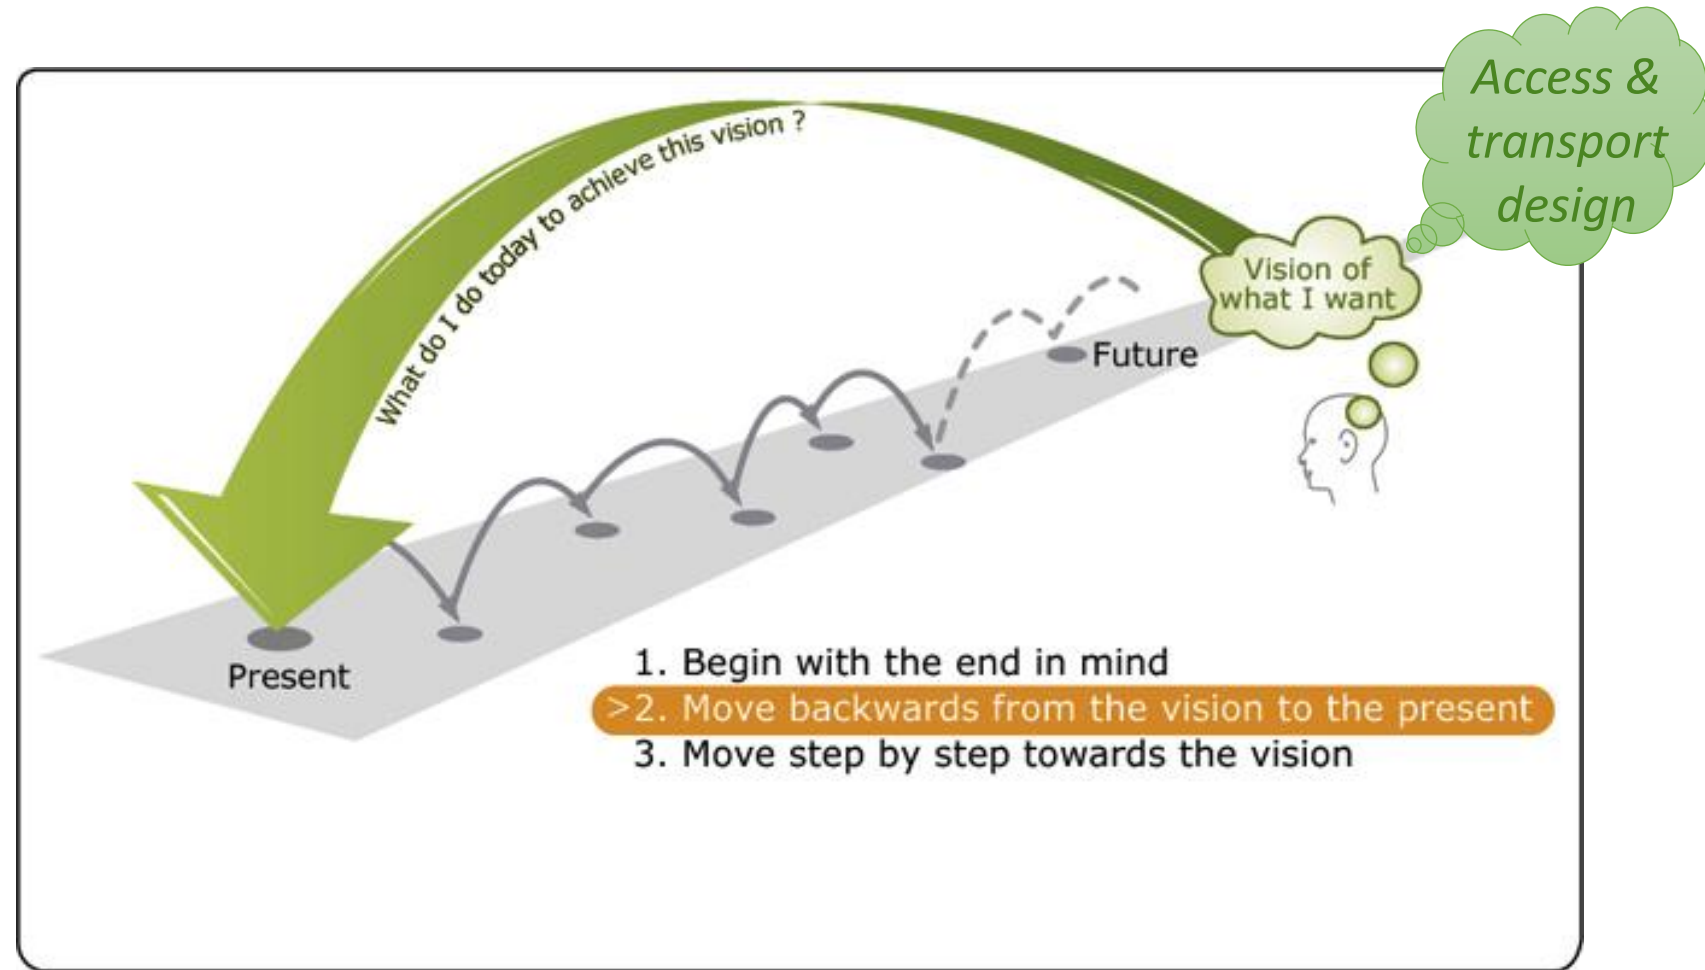 Access &
transport
design
What do I do today to achieve this vision ?
Vision of
what I want
Future
Present
1. Begin with the end in mind
>2. Move backwards from the vision to the present
3. Move step by step towards the vision